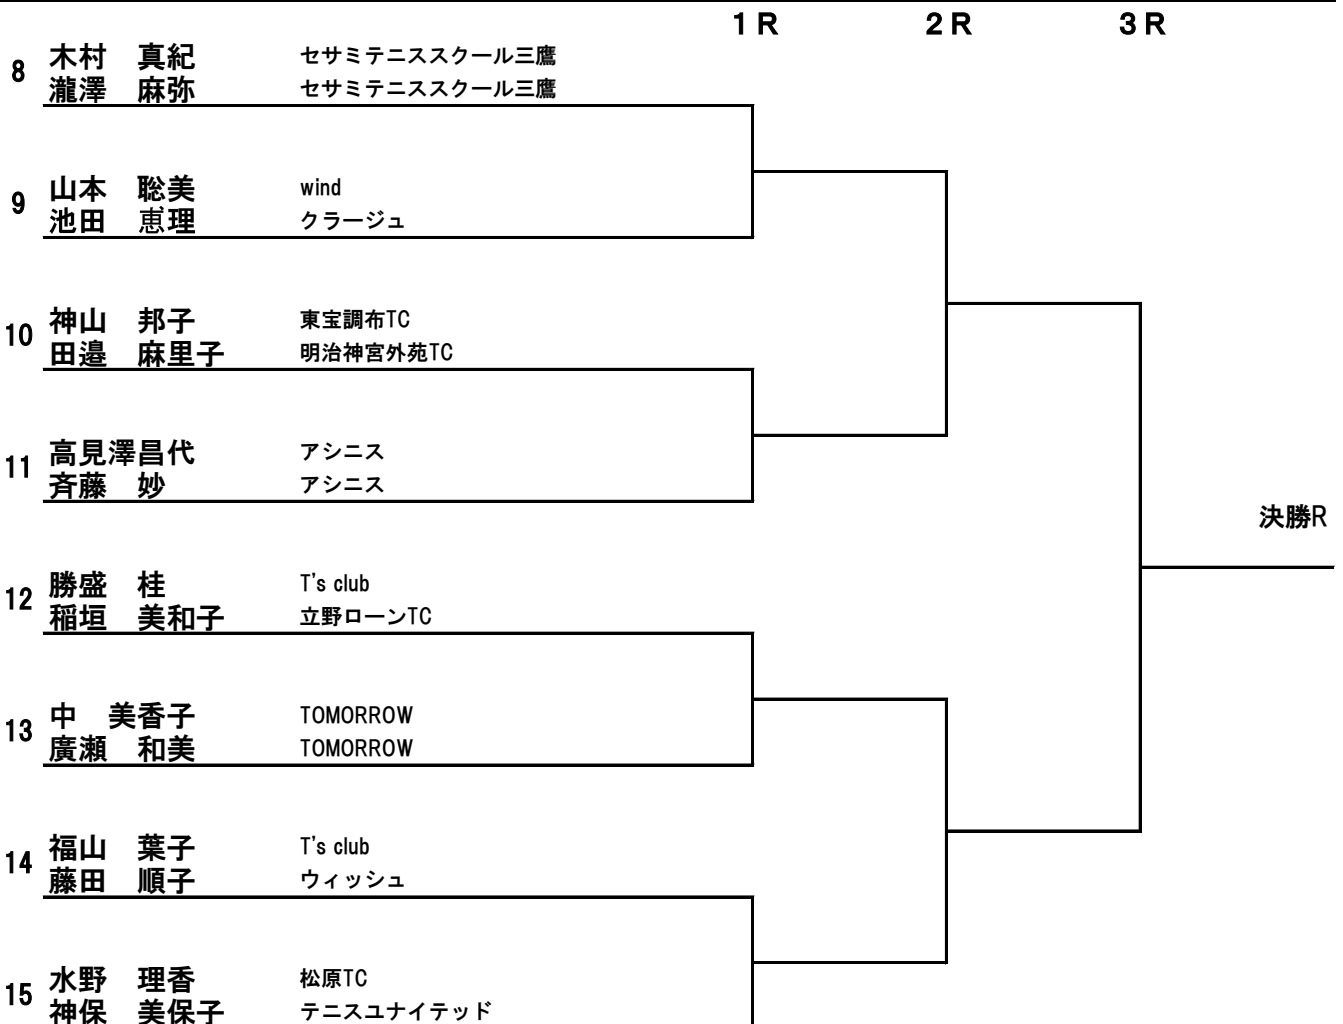 1R 2R 3R
8 木村 真紀 セサミテニススクール三鷹
瀧澤 麻弥 セサミテニススクール三鷹
9 山本 聡美 wind
池田 恵理 クラージュ
10 神山 邦子 東宝調布TC
田邉 麻里子 明治神宮外苑TC
11 高見澤昌代 アシニス
斉藤 妙 アシニス
決勝R
12 勝盛 桂 T's club
稲垣 美和子 立野ローンTC
13 中 美香子 TOMORROW
廣瀬 和美 TOMORROW
14 福山 葉子 T's club
藤田 順子 ウィッシュ
15 水野 理香 松原TC
神保 美保子 テニスユナイテッド